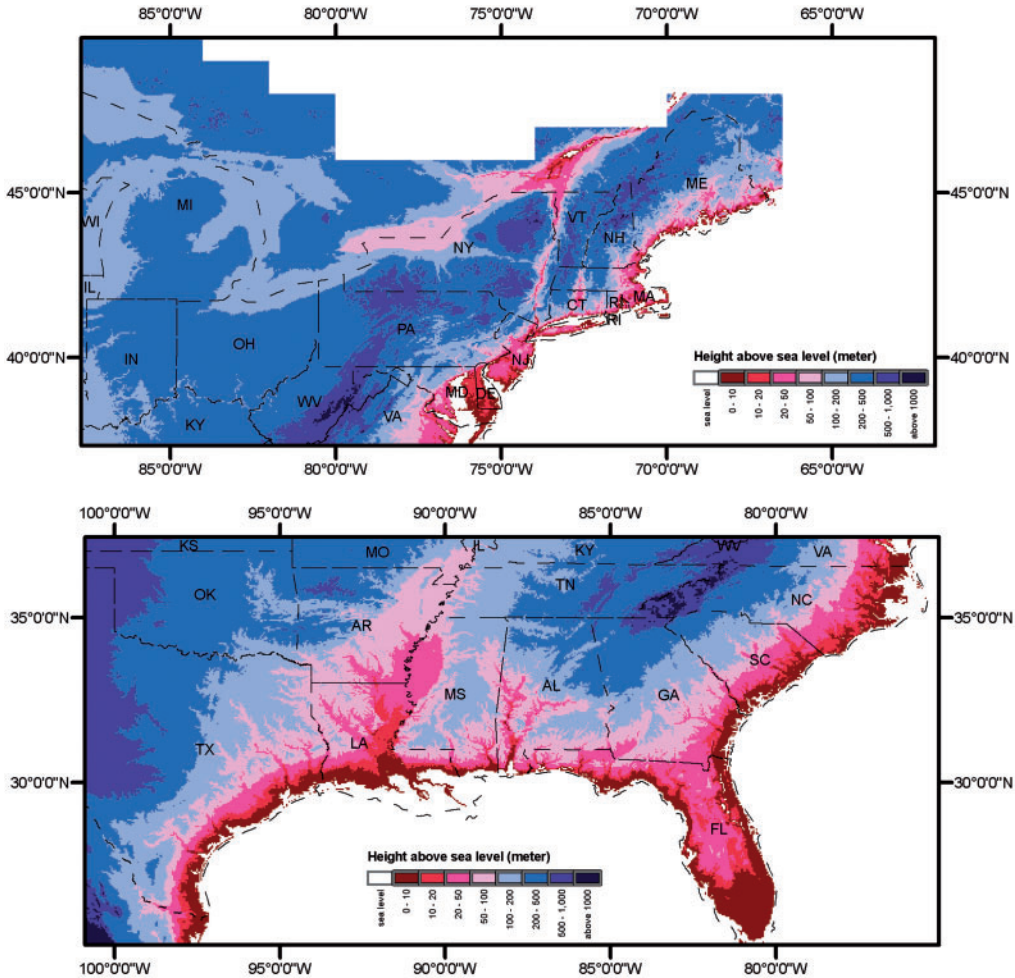 85°0'0"W 80°0'0"W 75°0'0"W 70°0'0"W
45°0'0"N 45°0'0"N
ME
MI
VT
WI
NH
NY
IL
MA
CT
RI
RI
PA
40°0'0"N 40°0'0"N
IN
OH
NJ
Height above sea level (meter)
MD
DE
WV
VA
KY
sea level
0 - 10
10 - 20
20 - 50
50 - 100
100 - 200
200 - 500
500 - 1,000
above 1000
85°0'0"W 80°0'0"W 75°0'0"W 70°0'0"W 65°0'0"W
100°0'0"W 95°0'0"W 90°0'0"W 85°0'0"W 80°0'0"W
KS
MO
IL
KY
WV
VA
OK
TN
NC
35°0'0"N 35°0'0"N
AR
SC
MS
AL
GA
TX
LA
30°0'0"N 30°0'0"N
FL
Height above sea level (meter)
sea level
0 - 10
10 - 20
20 - 50
50 - 100
100 - 200
200 - 500
500 - 1,000
above 1000
100°0'0"W 95°0'0"W 90°0'0"W 85°0'0"W 80°0'0"W